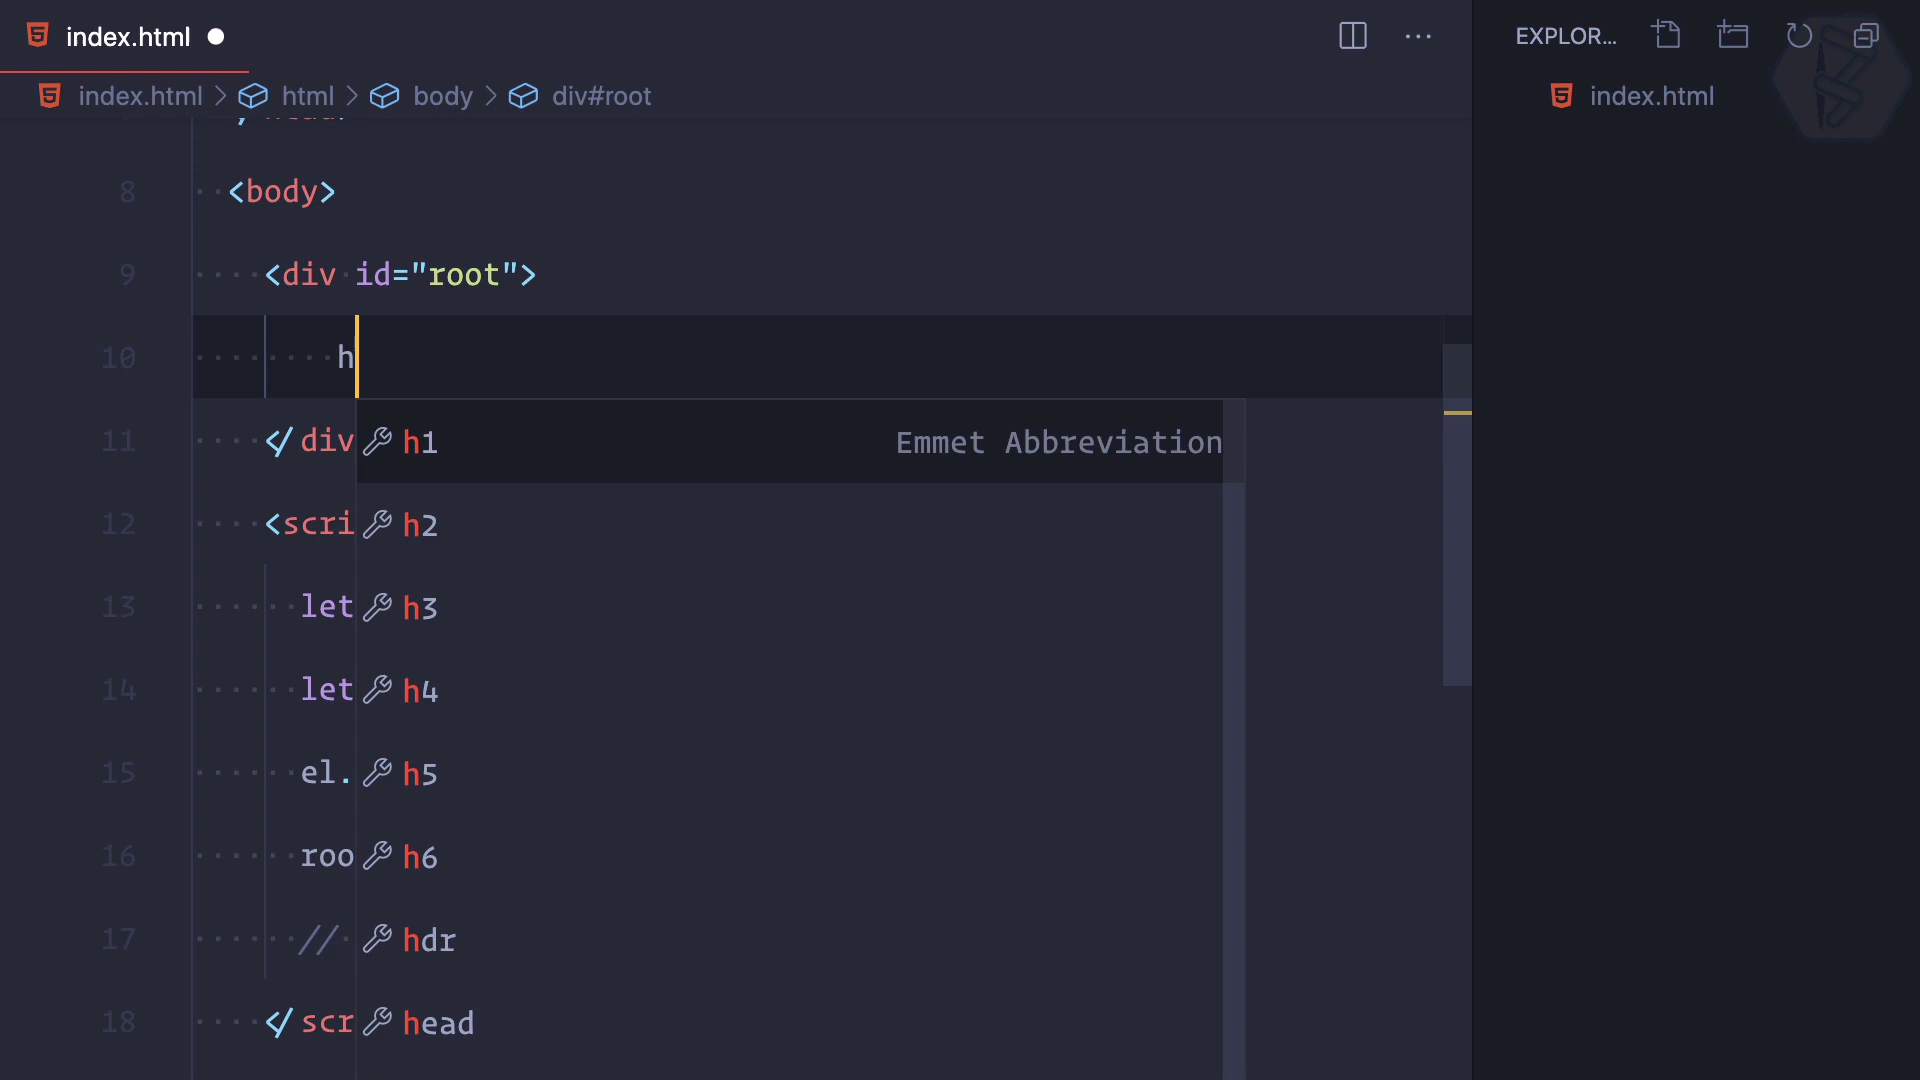 index.html
EXPLOR...
index.html > html > body > div#root
index.html
8 <body>
9 <div id="root">
10 h
11 </div
h1 Emmet Abbreviation
12 <scri
h2
13 let
h3
14 let
h4
15 el.
h5
16 roo
h6
17 //
hdr
18 </scr
head